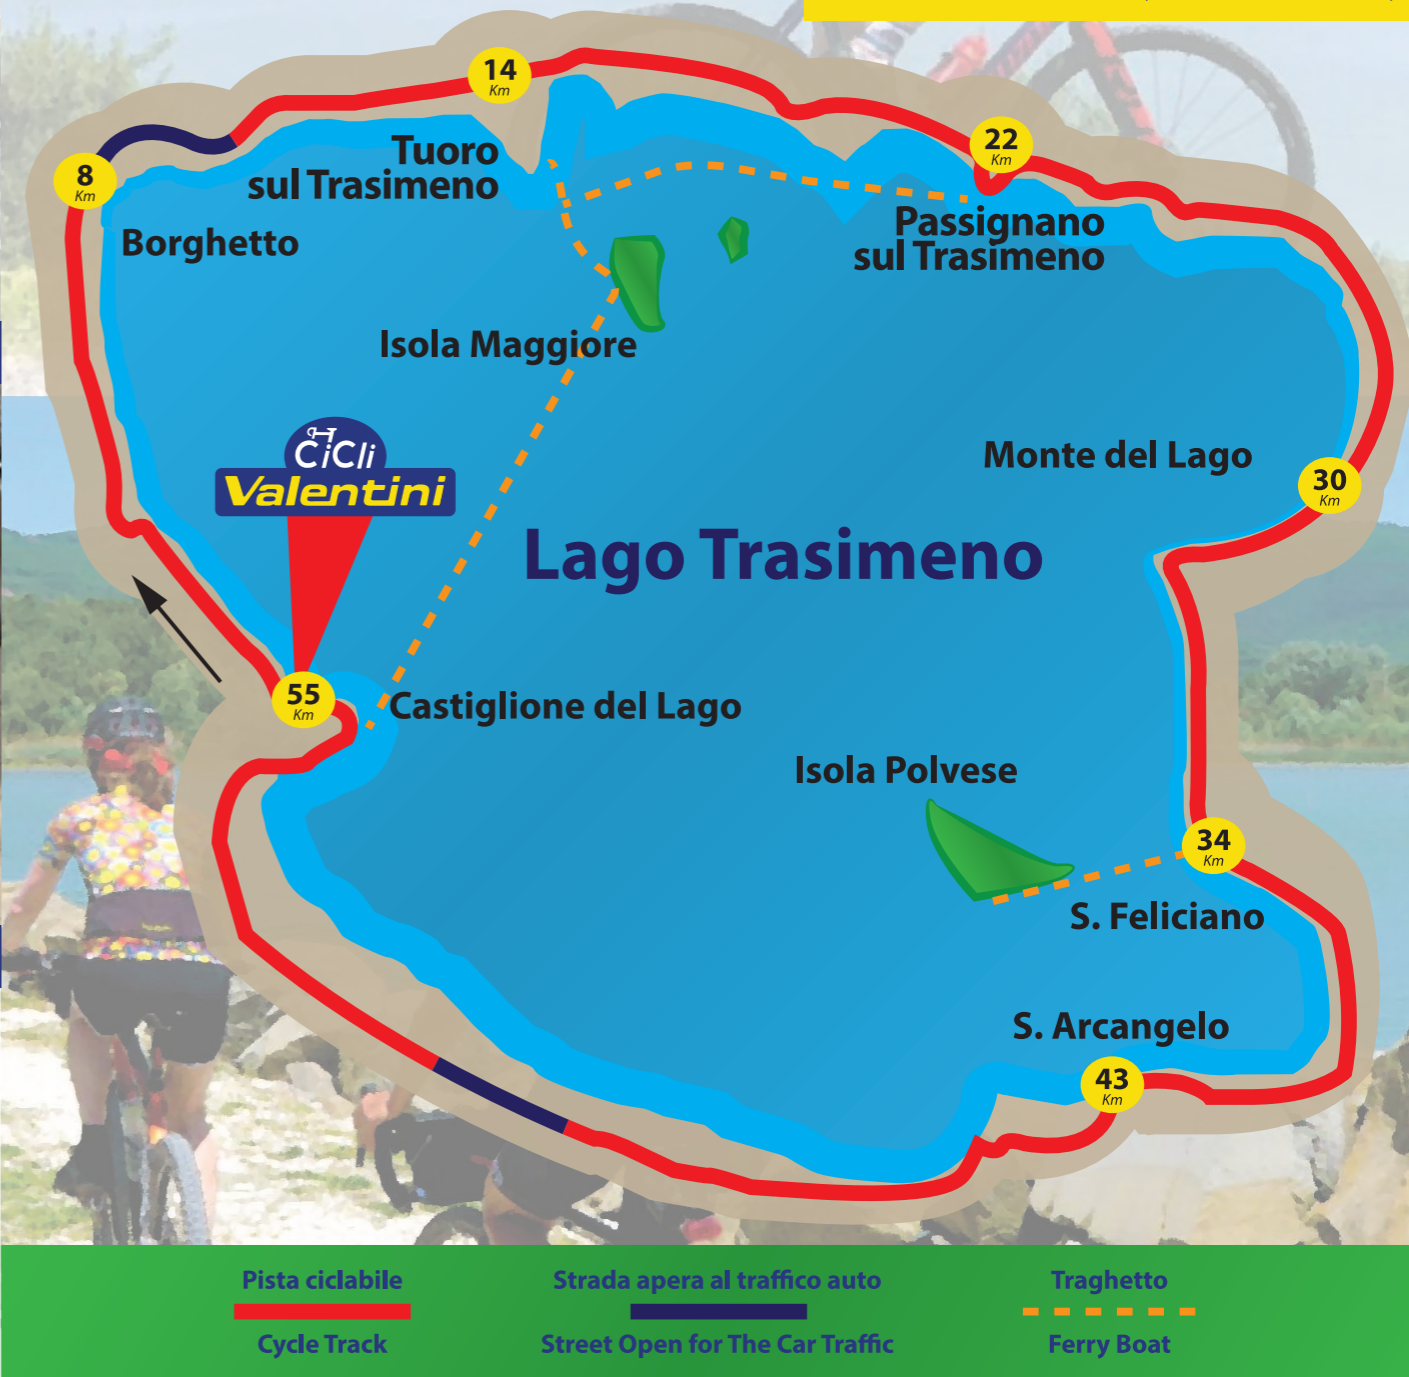 14
Km
22
Km
Tuoro
sul Trasimeno
8
Km
Passignano
sul Trasimeno
Borghetto
Isola Maggiore
CiCli
Valentini
Monte del Lago
30
Km
Lago Trasimeno
55
Km
Castiglione del Lago
Isola Polvese
34
Km
S. Feliciano
S. Arcangelo
43
Km
Pista ciclabile
Cycle Track
Strada apera al traffico auto
Street Open for The Car Traffic
Traghetto
Ferry Boat